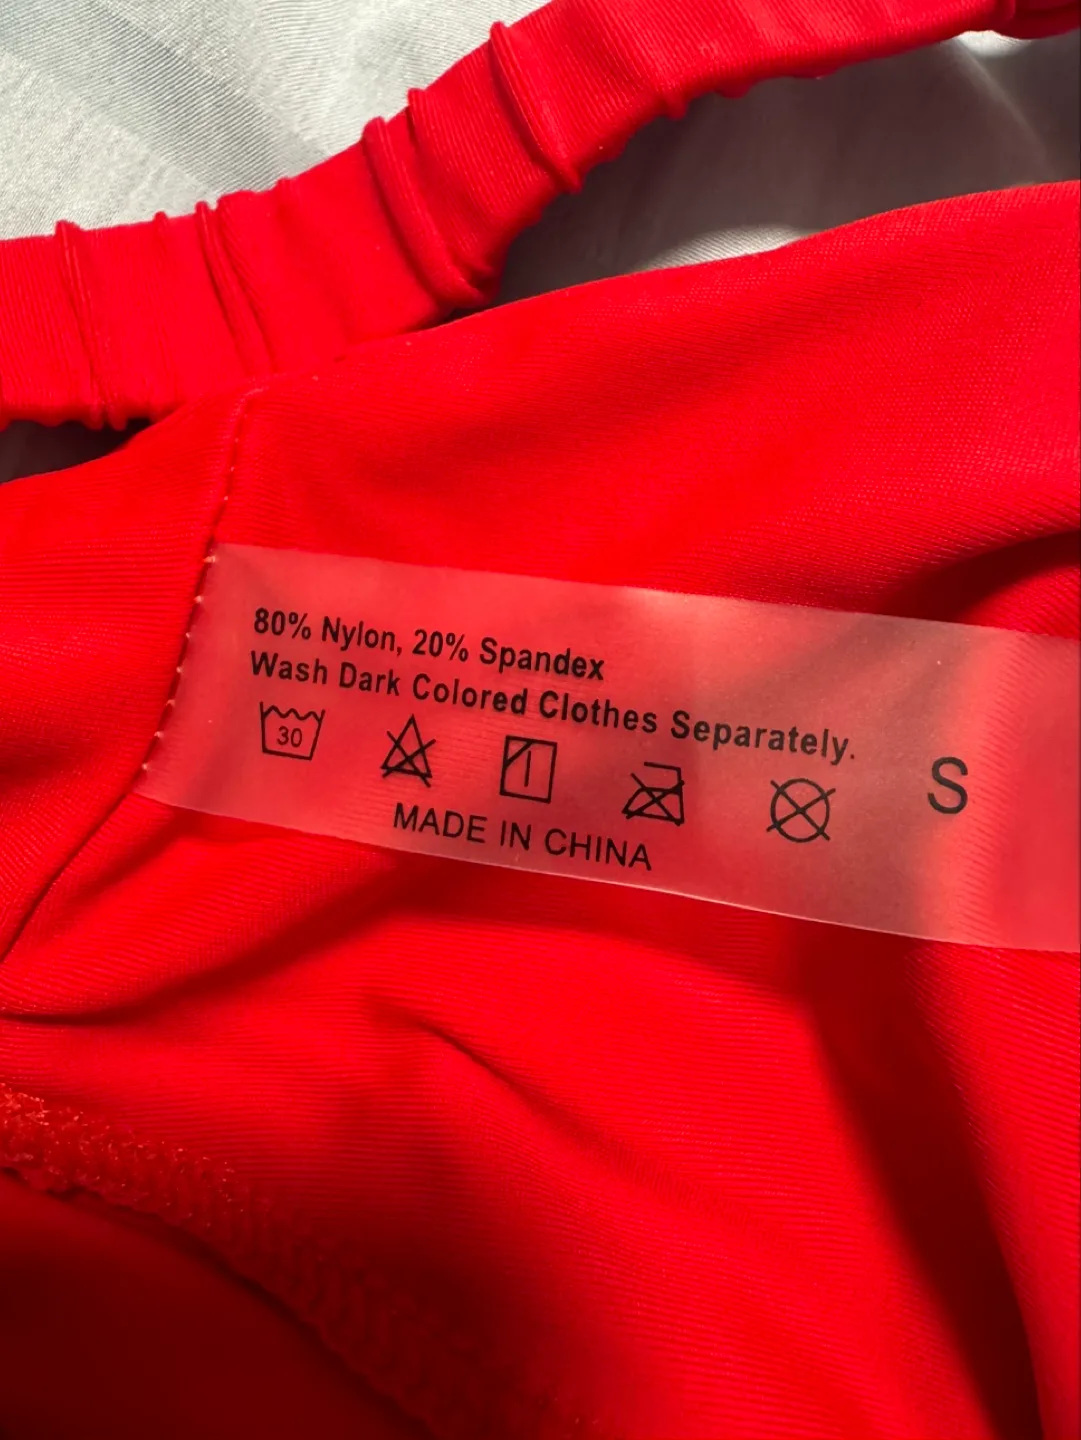 80% Nylon, 20% Spandex
Wash Dark Colored Clothes Separately.
30
S
MADE IN CHINA